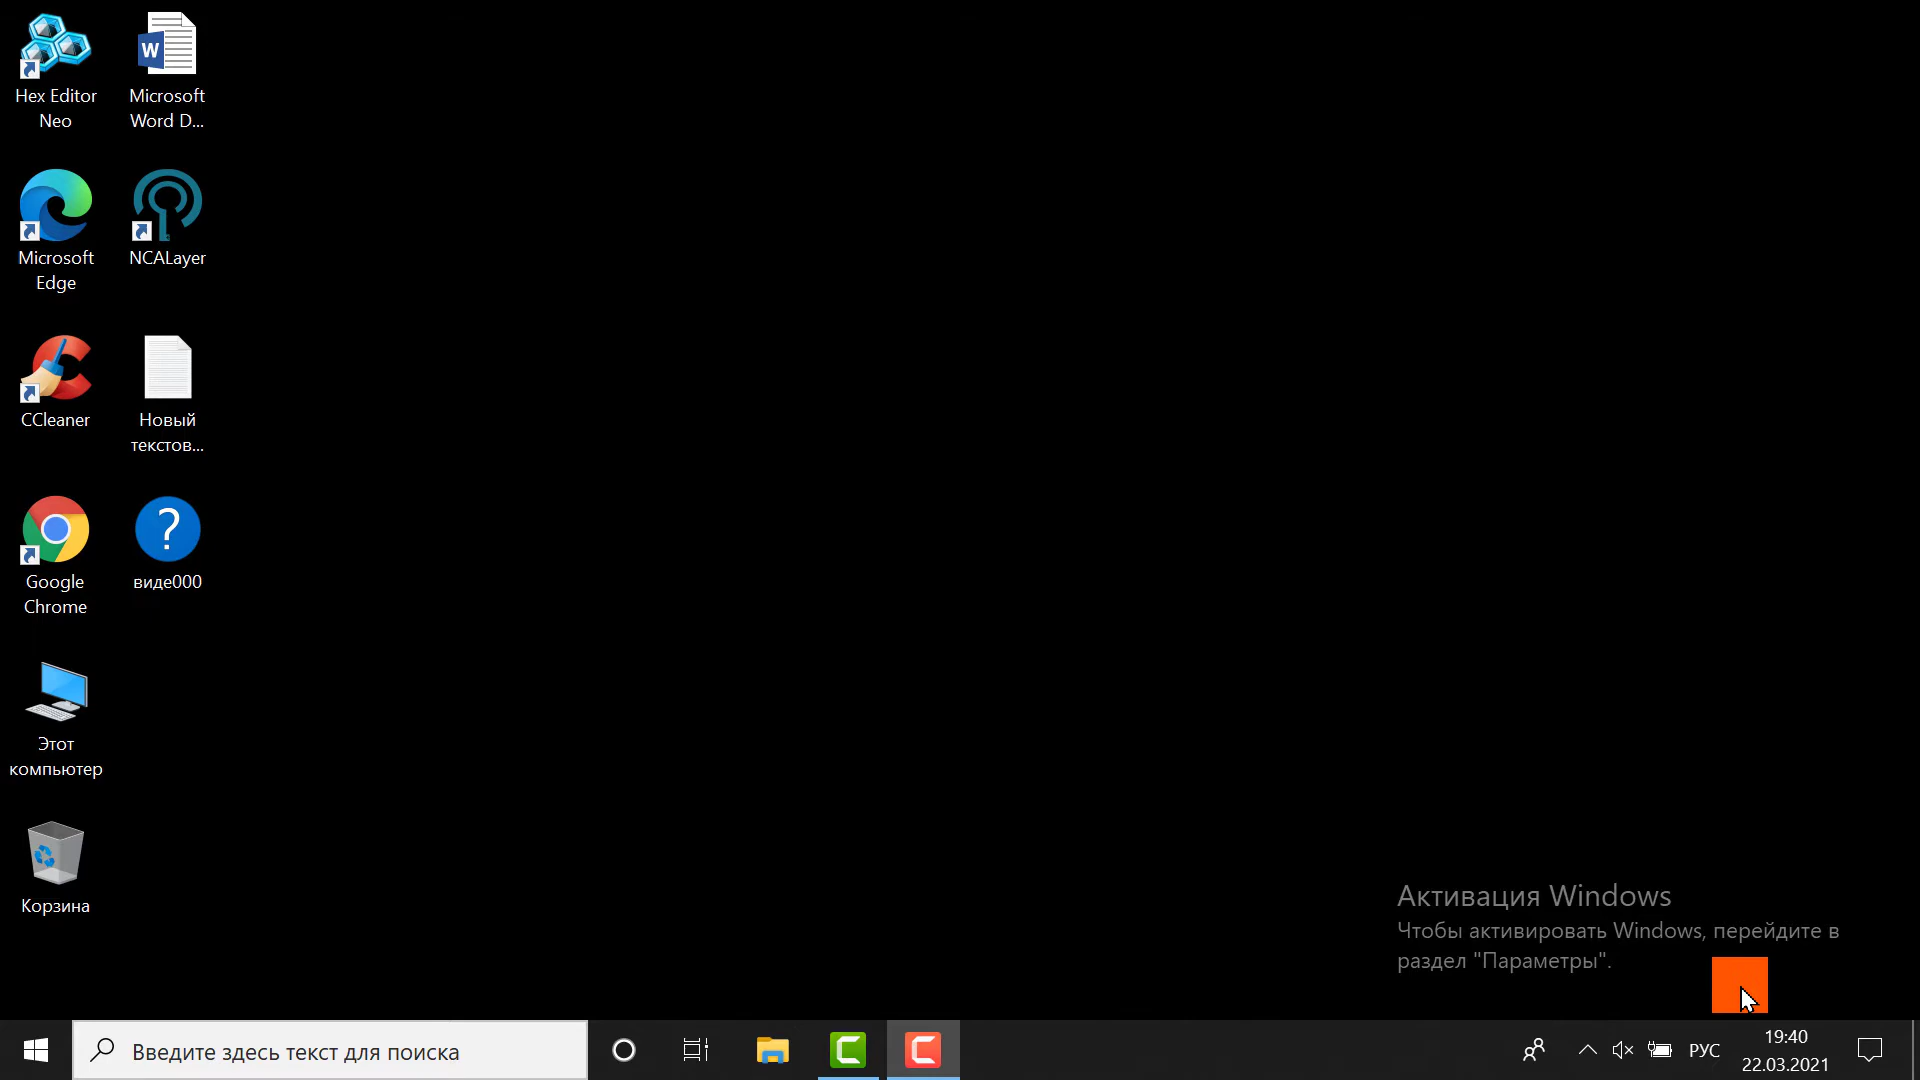 Hex Editor
Neo
Microsoft
Word D...
Microsoft
Edge
NCALayer
CCleaner
Новый
текстов...
Google
Chrome
виде000
Этот
компьютер
Корзина
Активация Windows
Чтобы активировать Windows, перейдите в
раздел "Параметры".
Введите здесь текст для поиска
РУС
19:40
22.03.2021